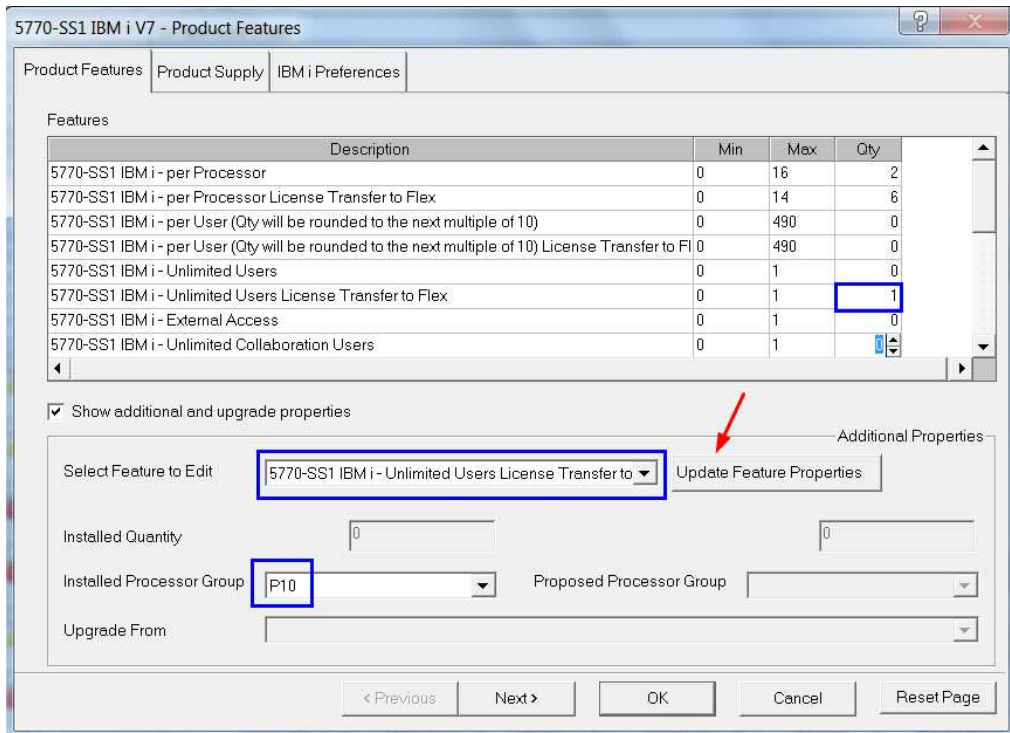 5770-SS1 IBM i V7 - Product Features
Product Features Product Supply IBM i Preferences
Features
Description Min Max Qty
5770-SS1 IBM i - per Processor 0 16 2
5770-SS1 IBM i - per Processor License Transfer to Flex 0 14 6
5770-SS1 IBM i - per User (Qty will be rounded to the next multiple of 10) 0 490 0
5770-SS1 IBM i - per User (Qty will be rounded to the next multiple of 10) License Transfer to Fl 0 490 0
5770-SS1 IBM i - Unlimited Users 0 1 0
5770-SS1 IBM i - Unlimited Users License Transfer to Flex 0 1 1
5770-SS1 IBM i - External Access 0 1 0
5770-SS1 IBM i - Unlimited Collaboration Users 0 1 0
Show additional and upgrade properties
Additional Properties
Select Feature to Edit 5770-SS1 IBM i - Unlimited Users License Transfer to Update Feature Properties
Installed Quantity 0 0
Installed Processor Group P10 Proposed Processor Group
Upgrade From
< Previous Next > OK Cancel Reset Page